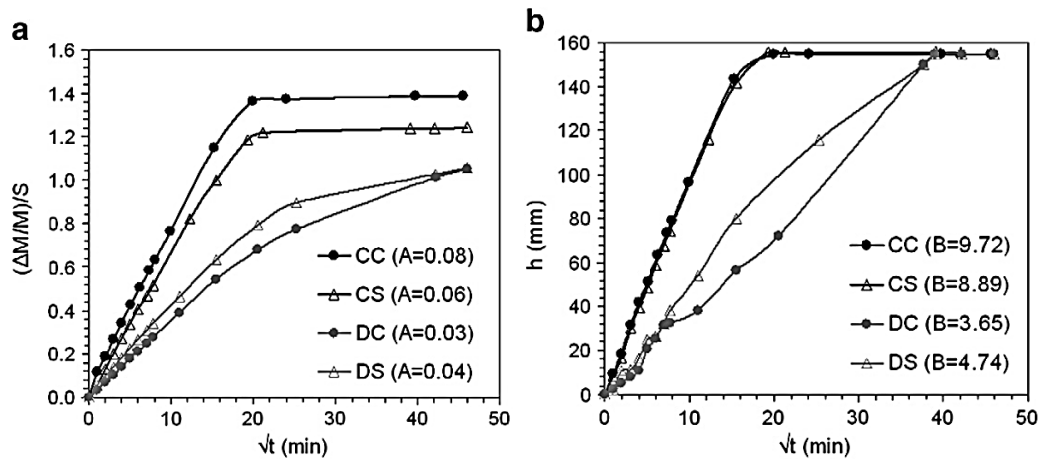 a
1.6
1.4
1.2
1.0
0.8
0.6
0.4
0.2
0.0
(ΔM/M)/S
0 10 20 30 40 50
√t (min)
CC (A=0.08)
CS (A=0.06)
DC (A=0.03)
DS (A=0.04)
b
160
140
120
100
80
60
40
20
0
h (mm)
0 10 20 30 40 50
√t (min)
CC (B=9.72)
CS (B=8.89)
DC (B=3.65)
DS (B=4.74)